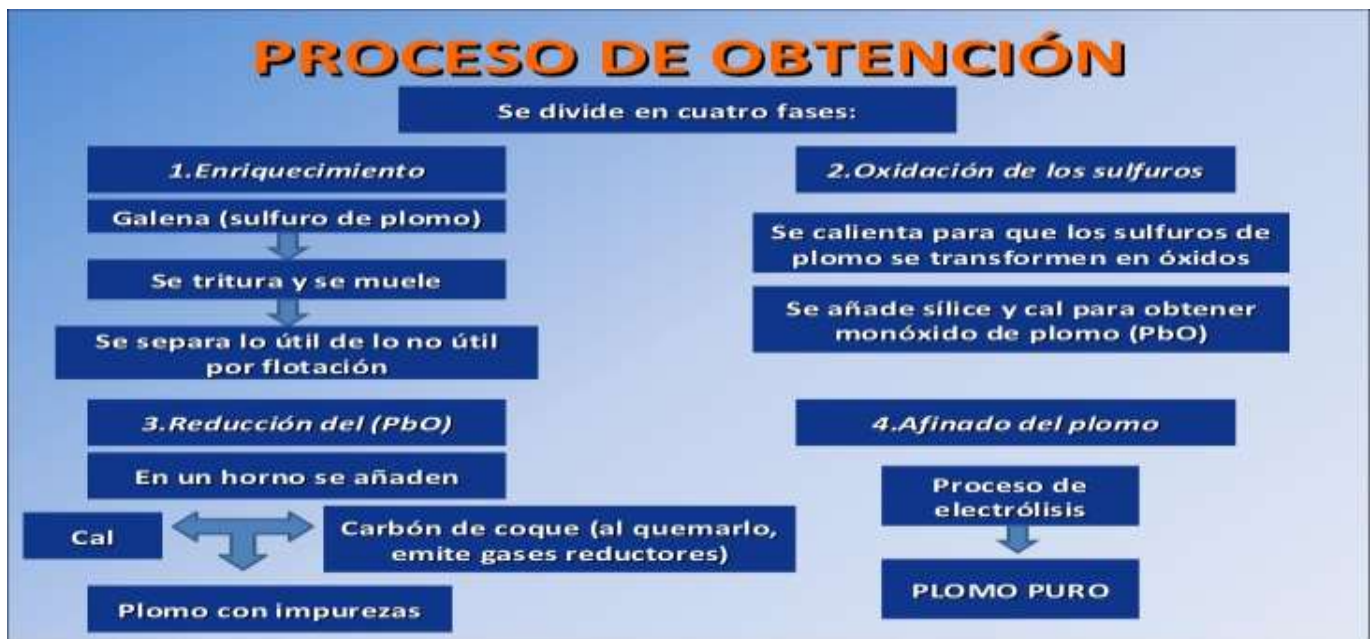 PROCESO DE OBTENCIÓN
Se divide en cuatro fases:
1.Enriquecimiento
Galena (sulfuro de plomo)
Se tritura y se muele
Se separa lo útil de lo no útil
por flotación
2.Oxidación de los sulfuros
Se calienta para que los sulfuros de
plomo se transformen en óxidos
Se añade sílice y cal para obtener
monóxido de plomo (PbO)
3.Reducción del (PbO)
En un horno se añaden
Cal
Carbón de coque (al quemarlo,
emite gases reductores)
Plomo con impurezas
4.Afinado del plomo
Proceso de
electrólisis
PLOMO PURO